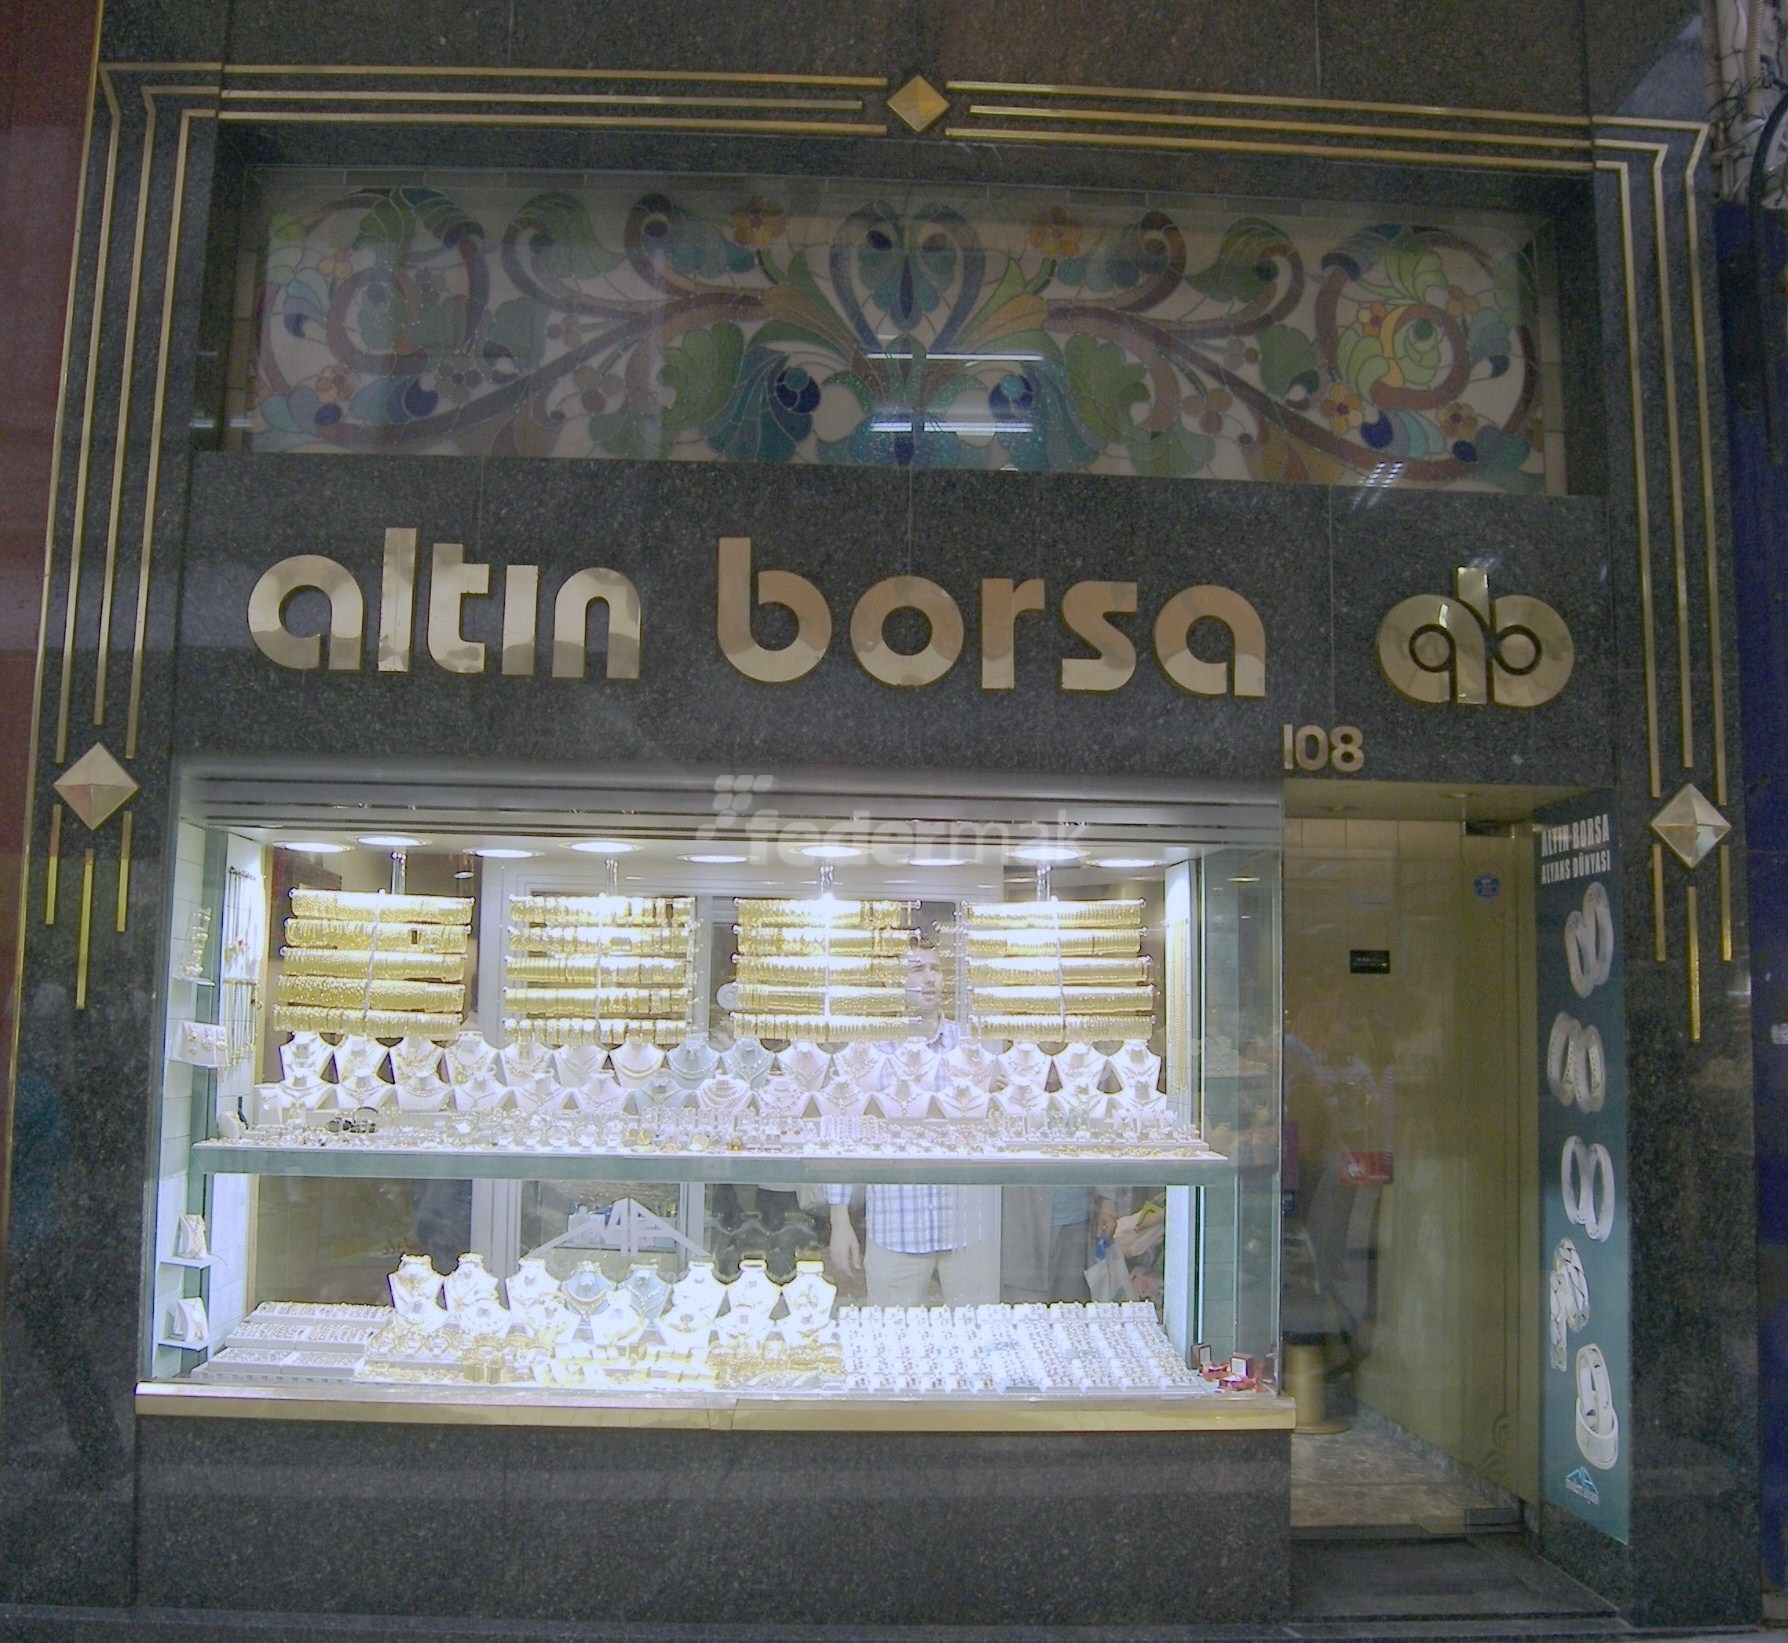 altın borsa ab
108
federmak
ALTIN BORSA
ALYANS DÜNYASI